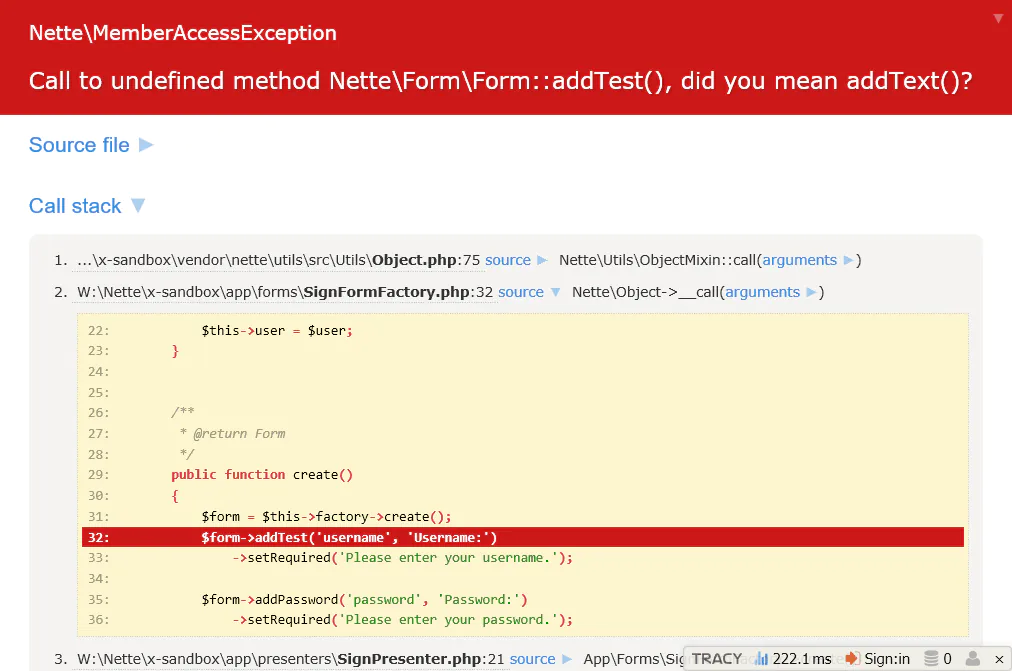 Nette\MemberAccessException
Call to undefined method Nette\Form\Form::addTest(), did you mean addText()?
Source file ▶
Call stack ▼
1. ...\x-sandbox\vendor\nette\utils\src\Utils\Object.php:75 source ▶ Nette\Utils\ObjectMixin::call(arguments ▶)
2. W:\Nette\x-sandbox\app\forms\SignFormFactory.php:32 source ▼ Nette\Object->__call(arguments ▶)
22: $this->user = $user;
23: }
24:
25:
26: /**
27: * @return Form
28: */
29: public function create()
30: {
31: $form = $this->factory->create();
32: $form->addTest('username', 'Username:')
33: ->setRequired('Please enter your username.');
34:
35: $form->addPassword('password', 'Password:')
36: ->setRequired('Please enter your password.');
3. W:\Nette\x-sandbox\app\presenters\SignPresenter.php:21 source ▶ App\Forms\Sig
TRACY 222.1 ms Sign:in 0 ×